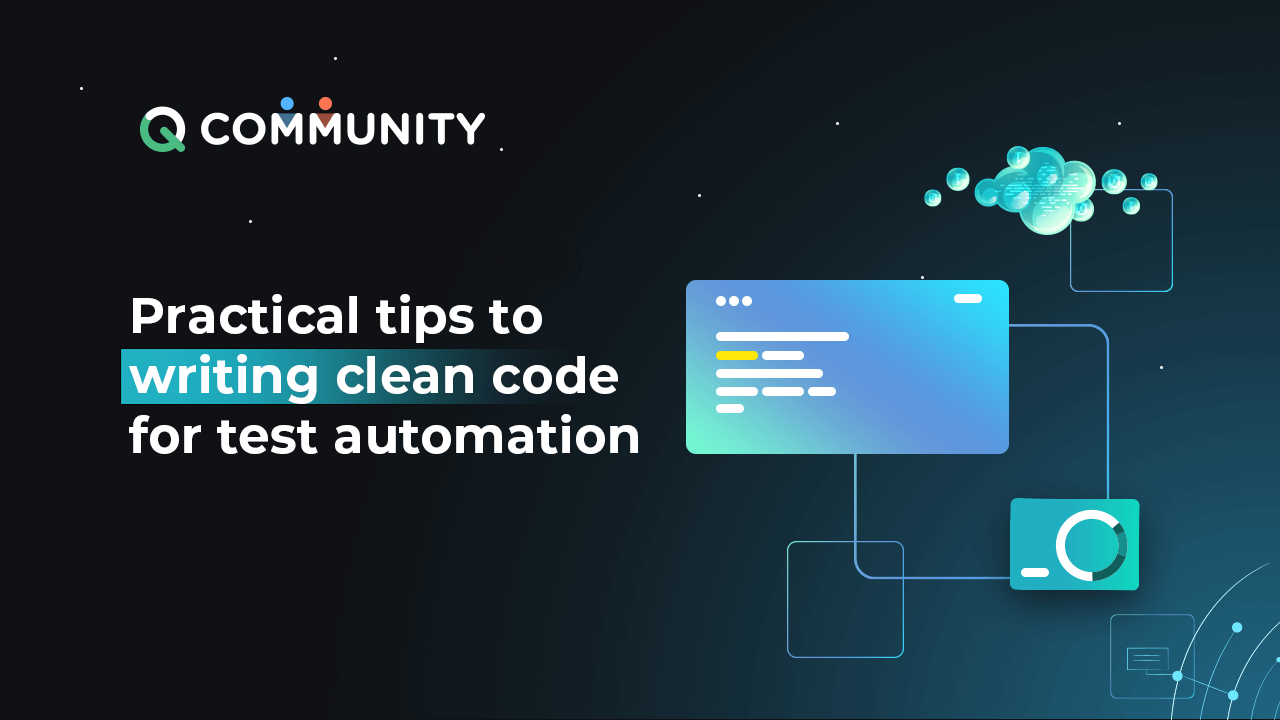 Q COMMUNITY
Practical tips to
writing clean code
for test automation